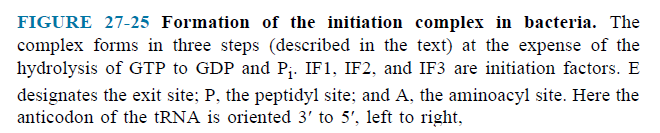 FIGURE 27-25 Formation of the initiation complex in bacteria. The
complex forms in three steps (described in the text) at the expense of the
hydrolysis of GTP to GDP and Pi. IF1, IF2, and IF3 are initiation factors. E
designates the exit site; P, the peptidyl site; and A, the aminoacyl site. Here the
anticodon of the tRNA is oriented 3′ to 5′, left to right,